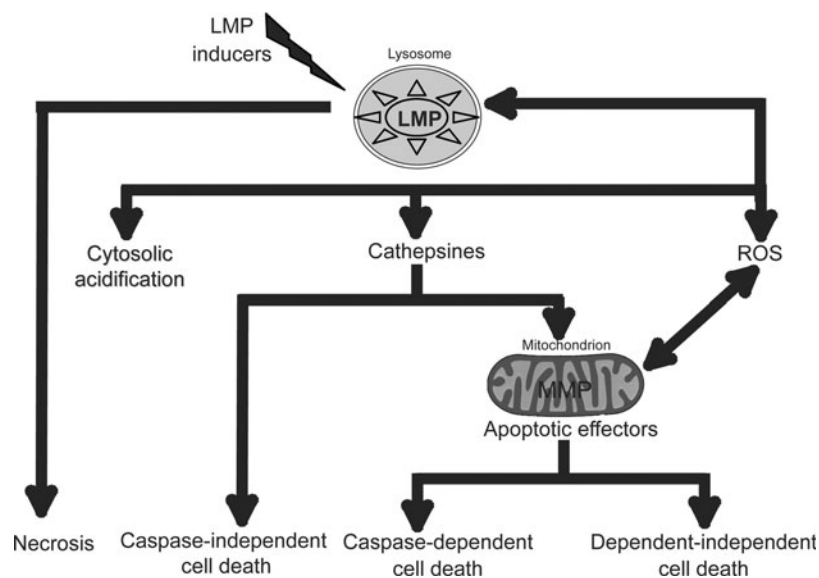 LMP
inducers
Lysosome
LMP
Cytosolic
acidification
Cathepsines
ROS
Mitochondrion
MMP
Apoptotic effectors
Necrosis
Caspase-independent
cell death
Caspase-dependent
cell death
Dependent-independent
cell death